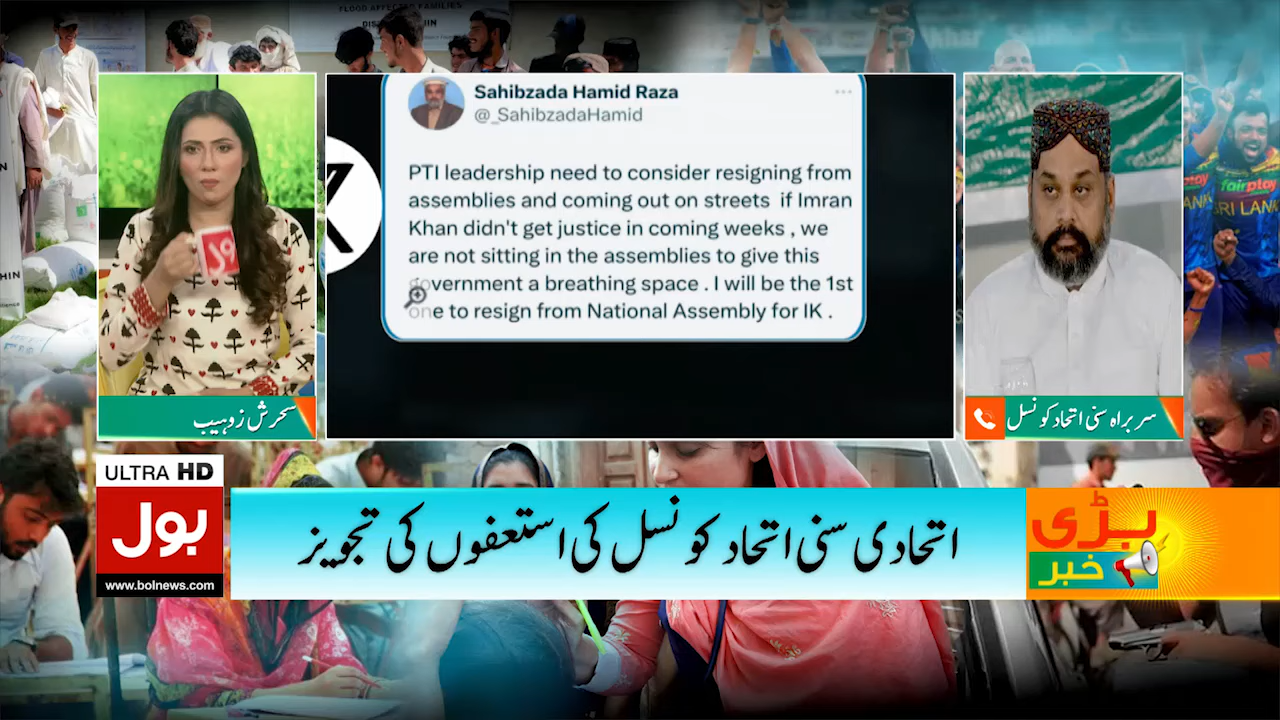 FLOOD AFFECTED FAMILIES
Sahibzada Hamid Raza
@_SahibzadaHamid
PTI leadership need to consider resigning from
assemblies and coming out on streets if Imran
Khan didn't get justice in coming weeks , we
are not sitting in the assemblies to give this
government a breathing space . I will be the 1st
one to resign from National Assembly for IK .
بول
fairplay
SRI LANKA
سحرش زوہیب
سربراہ سنی اتحاد کونسل
ULTRA HD
بول
www.bolnews.com
اتحادی سنی اتحاد کونسل کی استعفوں کی تجویز
بڑی
خبر